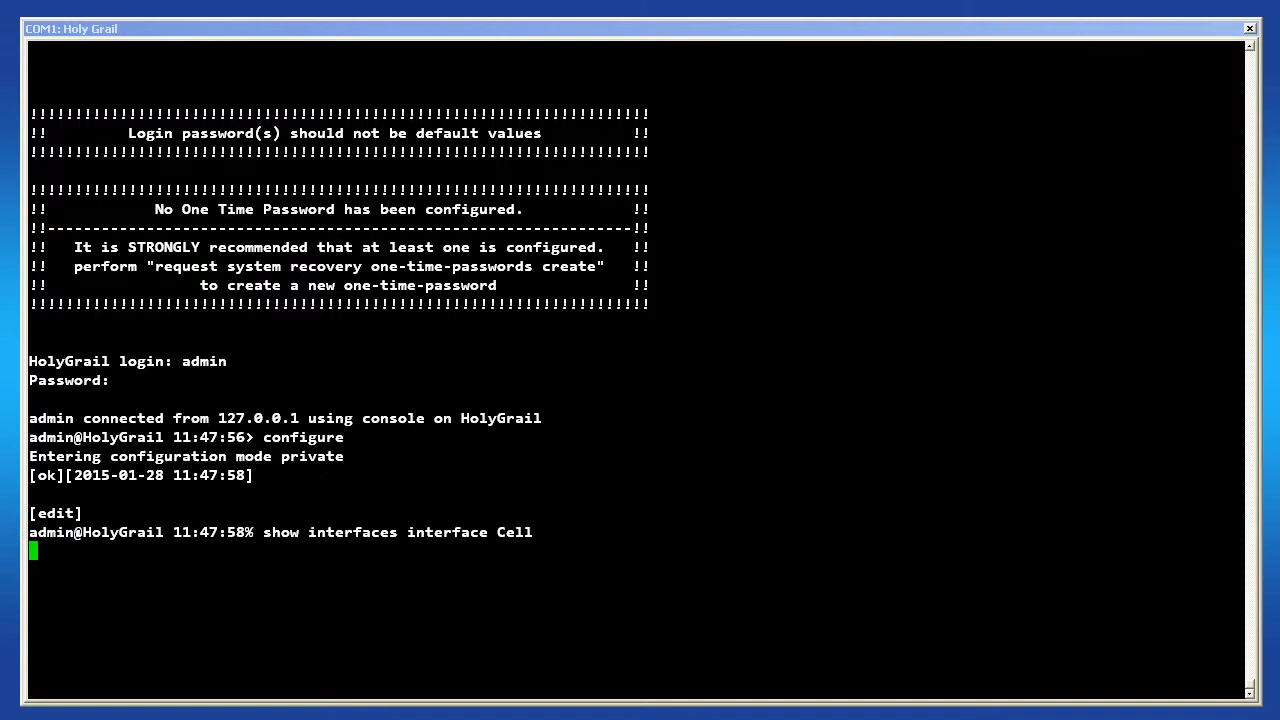 COM1: Holy Grail
!!!!!!!!!!!!!!!!!!!!!!!!!!!!!!!!!!!!!!!!!!!!!!!!!!!!!!!!!!!!!!!!!!!!!
!!         Login password(s) should not be default values          !!
!!!!!!!!!!!!!!!!!!!!!!!!!!!!!!!!!!!!!!!!!!!!!!!!!!!!!!!!!!!!!!!!!!!!!
!!!!!!!!!!!!!!!!!!!!!!!!!!!!!!!!!!!!!!!!!!!!!!!!!!!!!!!!!!!!!!!!!!!!!
!!            No One Time Password has been configured.            !!
!!-----------------------------------------------------------------!!
!!   It is STRONGLY recommended that at least one is configured.   !!
!!   perform "request system recovery one-time-passwords create"   !!
!!                 to create a new one-time-password               !!
!!!!!!!!!!!!!!!!!!!!!!!!!!!!!!!!!!!!!!!!!!!!!!!!!!!!!!!!!!!!!!!!!!!!!
HolyGrail login: admin
Password:
admin connected from 127.0.0.1 using console on HolyGrail
admin@HolyGrail 11:47:56> configure
Entering configuration mode private
[ok][2015-01-28 11:47:58]
[edit]
admin@HolyGrail 11:47:58% show interfaces interface Cell